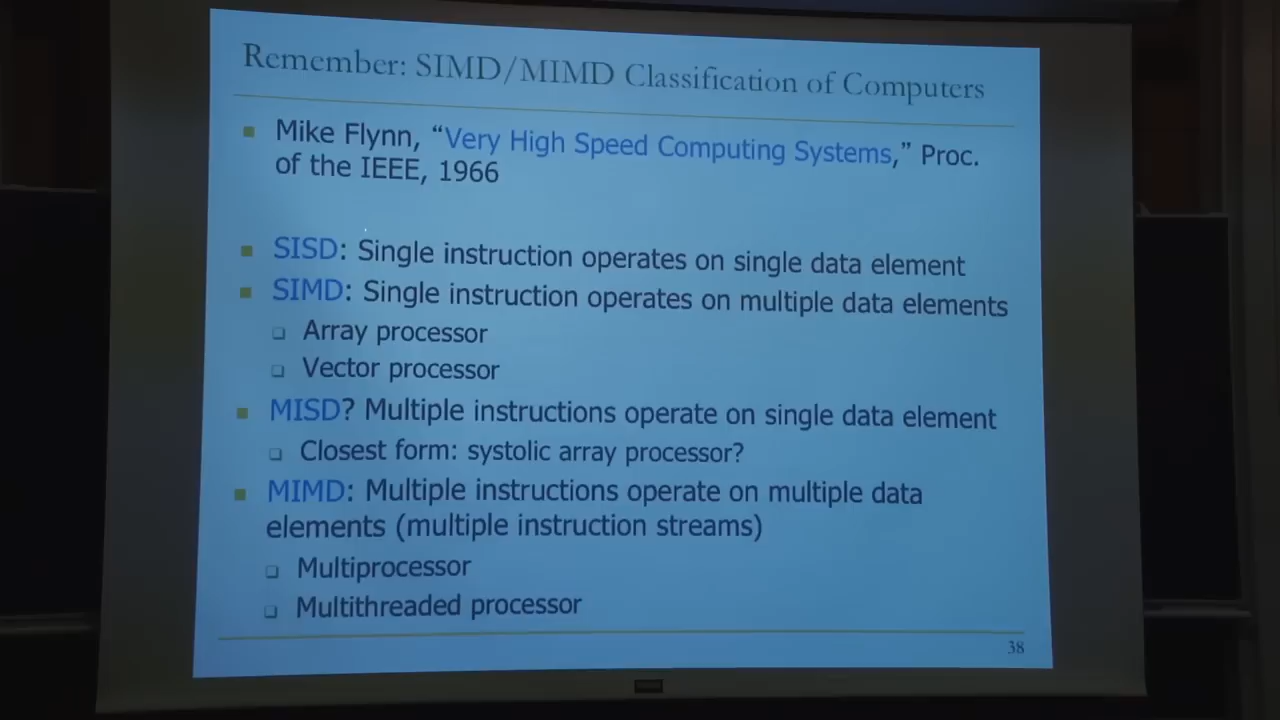 Remember: SIMD/MIMD Classification of Computers
Mike Flynn, “Very High Speed Computing Systems,” Proc.
of the IEEE, 1966
SISD: Single instruction operates on single data element
SIMD: Single instruction operates on multiple data elements
Array processor
Vector processor
MISD? Multiple instructions operate on single data element
Closest form: systolic array processor?
MIMD: Multiple instructions operate on multiple data
elements (multiple instruction streams)
Multiprocessor
Multithreaded processor
38